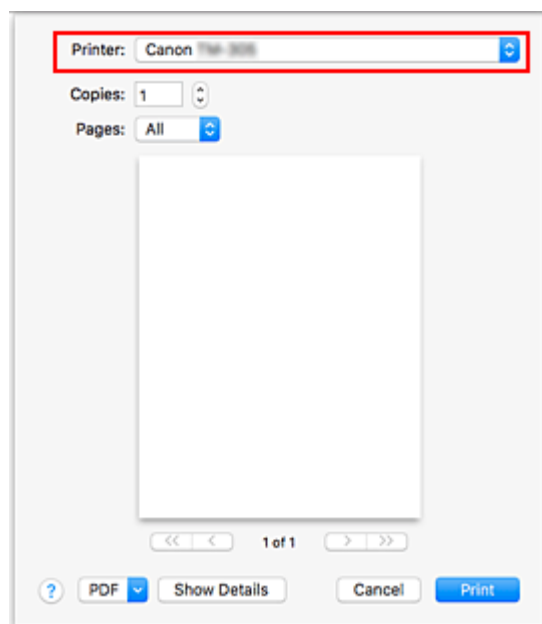 Printer: Canon
Copies: 1
Pages: All
<< < 1 of 1 > >>
? PDF Show Details Cancel Print